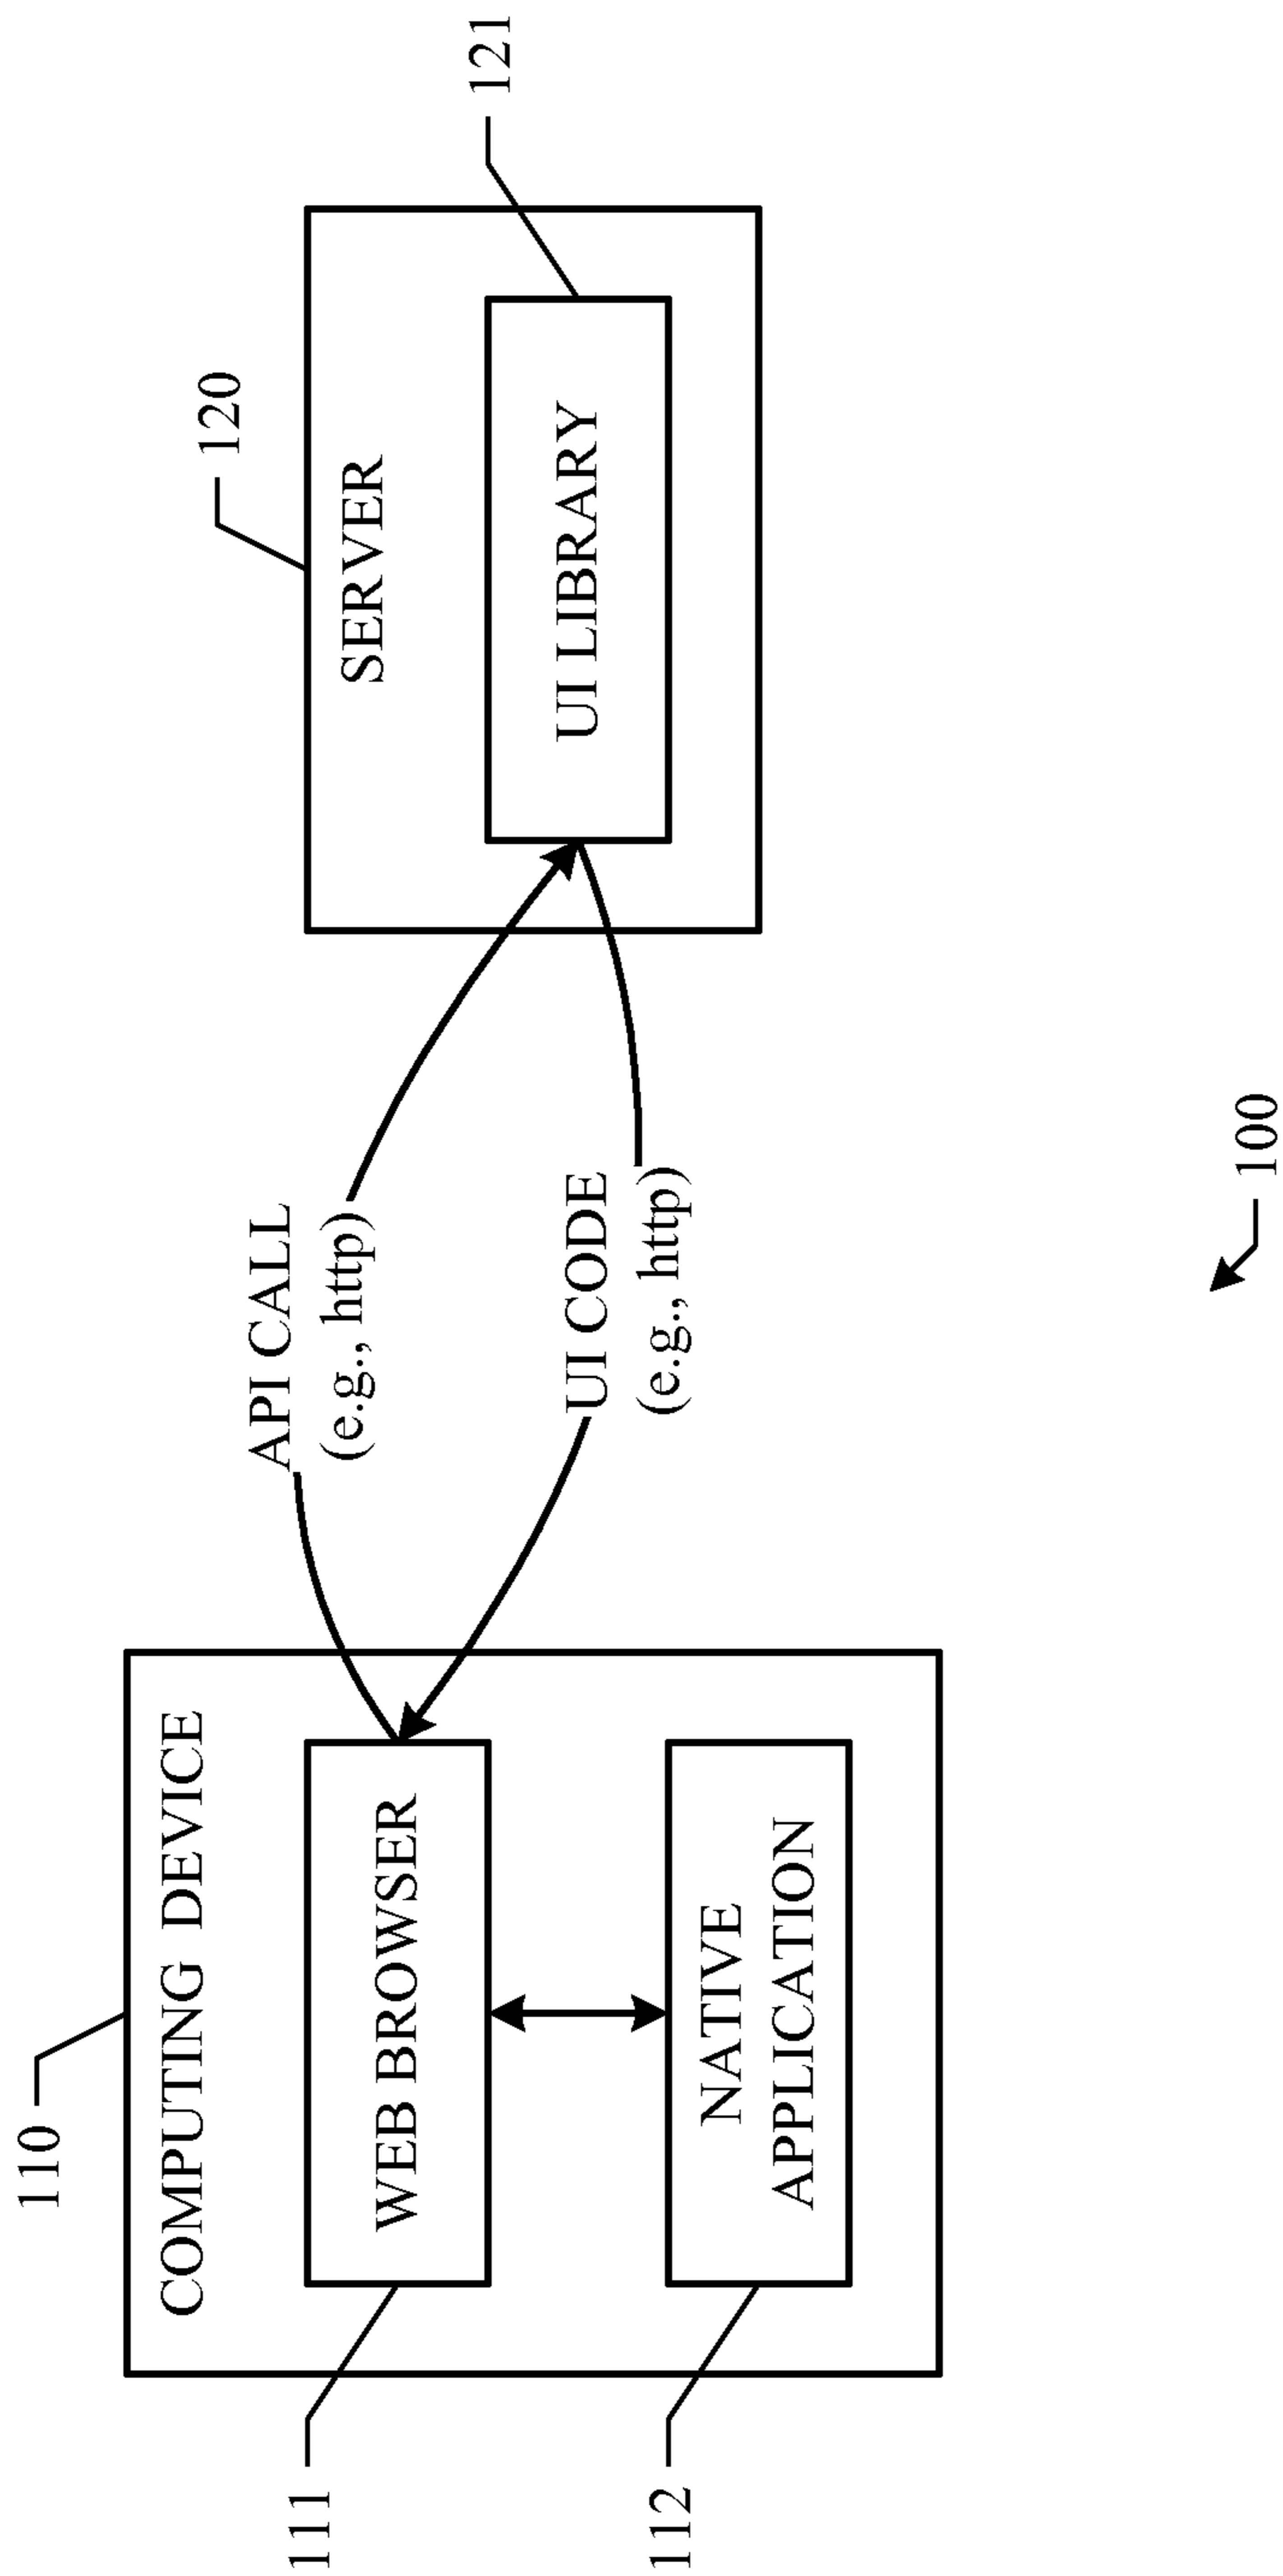 110
COMPUTING DEVICE
111
WEB BROWSER
112
NATIVE
APPLICATION
API CALL
(e.g., http)
UI CODE
(e.g., http)
120
SERVER
UI LIBRARY
121
100